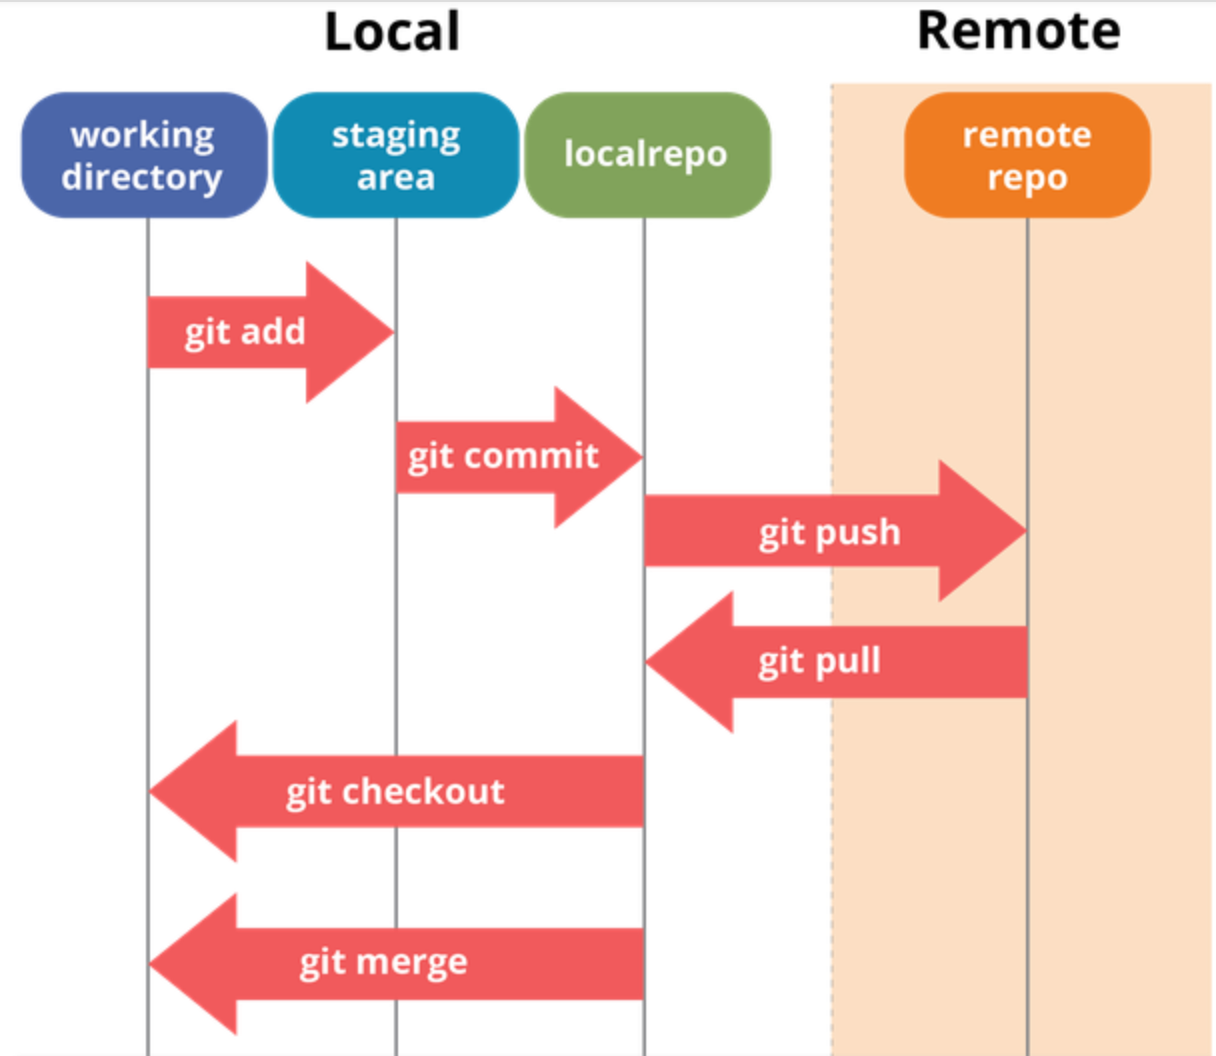 Local
Remote
working
directory
staging
area
localrepo
remote
repo
git add
git commit
git push
git pull
git checkout
git merge